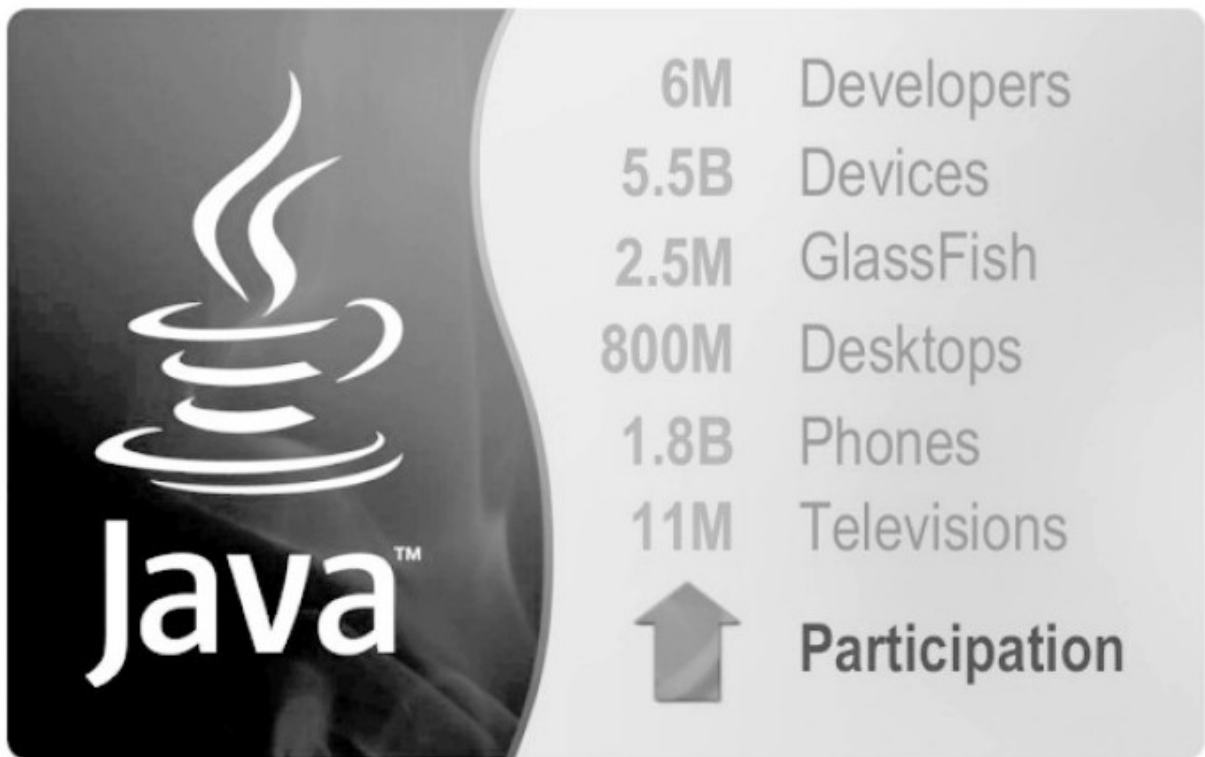 6M Developers
5.5B Devices
2.5M GlassFish
800M Desktops
1.8B Phones
11M Televisions
Participation
Java™